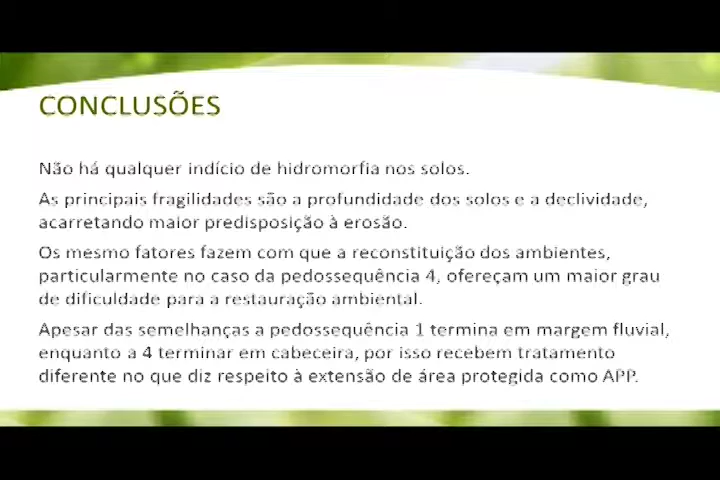 CONCLUSÕES
Não há qualquer indício de hidromorfia nos solos.
As principais fragilidades são a profundidade dos solos e a declividade,
acarretando maior predisposição à erosão.
Os mesmo fatores fazem com que a reconstituição dos ambientes,
particularmente no caso da pedossequência 4, ofereçam um maior grau
de dificuldade para a restauração ambiental.
Apesar das semelhanças a pedossequência 1 termina em margem fluvial,
enquanto a 4 terminar em cabeceira, por isso recebem tratamento
diferente no que diz respeito à extensão de área protegida como APP.